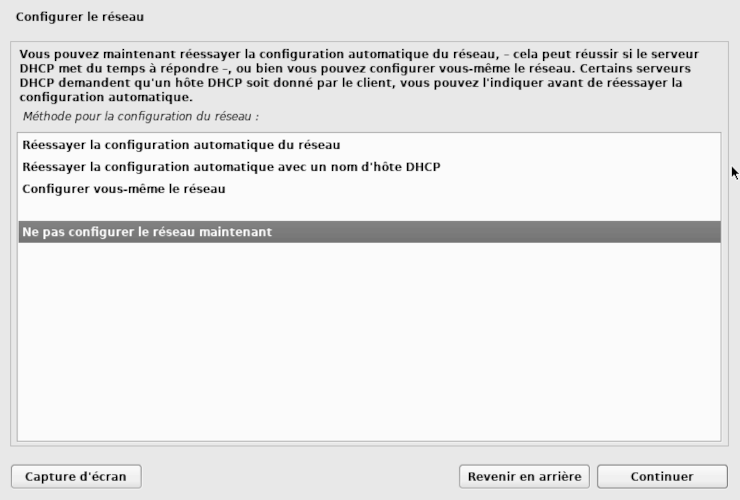 Configurer le réseau
Vous pouvez maintenant réessayer la configuration automatique du réseau, – cela peut réussir si le serveur
DHCP met du temps à répondre –, ou bien vous pouvez configurer vous-même le réseau. Certains serveurs
DHCP demandent qu'un hôte DHCP soit donné par le client, vous pouvez l'indiquer avant de réessayer la
configuration automatique.
Méthode pour la configuration du réseau :
Réessayer la configuration automatique du réseau
Réessayer la configuration automatique avec un nom d'hôte DHCP
Configurer vous-même le réseau
Ne pas configurer le réseau maintenant
Capture d'écran
Revenir en arrière
Continuer